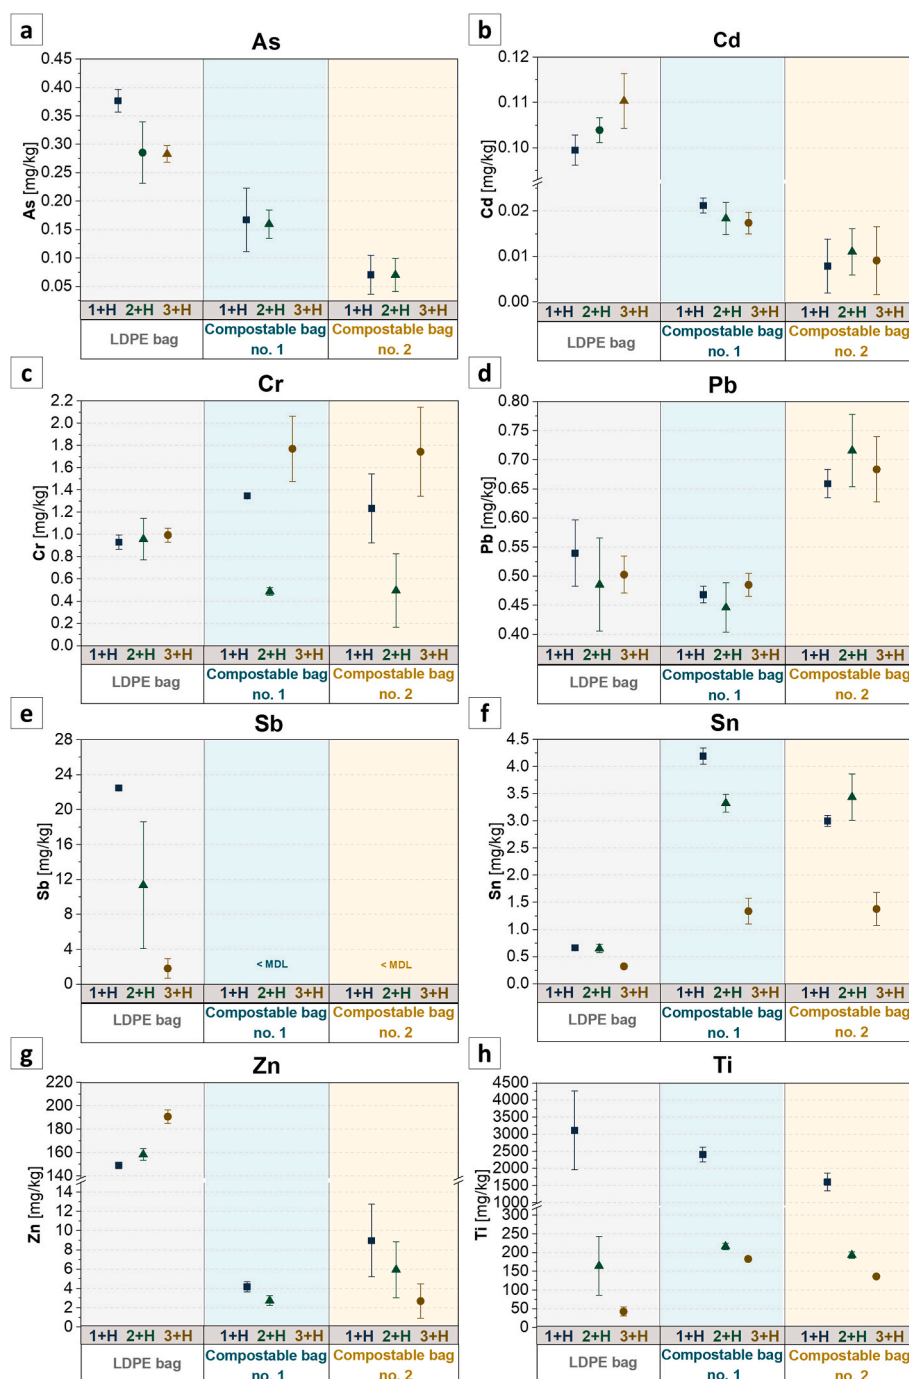 a
As
0.45
0.40
0.35
0.30
0.25
0.20
0.15
0.10
0.05
As [mg/kg]
1+H 2+H 3+H 1+H 2+H 3+H 1+H 2+H 3+H
LDPE bag
Compostable bag no. 1
Compostable bag no. 2
b
Cd
0.12
0.11
0.10
0.02
0.01
0.00
Cd [mg/kg]
1+H 2+H 3+H 1+H 2+H 3+H 1+H 2+H 3+H
LDPE bag
Compostable bag no. 1
Compostable bag no. 2
c
Cr
2.2
2.0
1.8
1.6
1.4
1.2
1.0
0.8
0.6
0.4
0.2
0.0
Cr [mg/kg]
1+H 2+H 3+H 1+H 2+H 3+H 1+H 2+H 3+H
LDPE bag
Compostable bag no. 1
Compostable bag no. 2
d
Pb
0.80
0.75
0.70
0.65
0.60
0.55
0.50
0.45
0.40
Pb [mg/kg]
1+H 2+H 3+H 1+H 2+H 3+H 1+H 2+H 3+H
LDPE bag
Compostable bag no. 1
Compostable bag no. 2
e
Sb
28
24
20
16
12
8
4
0
Sb [mg/kg]
< MDL
< MDL
1+H 2+H 3+H 1+H 2+H 3+H 1+H 2+H 3+H
LDPE bag
Compostable bag no. 1
Compostable bag no. 2
f
Sn
4.5
4.0
3.5
3.0
2.5
2.0
1.5
1.0
0.5
0.0
Sn [mg/kg]
1+H 2+H 3+H 1+H 2+H 3+H 1+H 2+H 3+H
LDPE bag
Compostable bag no. 1
Compostable bag no. 2
g
Zn
220
200
180
160
140
14
12
10
8
6
4
2
0
Zn [mg/kg]
1+H 2+H 3+H 1+H 2+H 3+H 1+H 2+H 3+H
LDPE bag
Compostable bag no. 1
Compostable bag no. 2
h
Ti
4500
4000
3500
3000
2500
2000
1500
1000
300
250
200
150
100
50
0
Ti [mg/kg]
1+H 2+H 3+H 1+H 2+H 3+H 1+H 2+H 3+H
LDPE bag
Compostable bag no. 1
Compostable bag no. 2